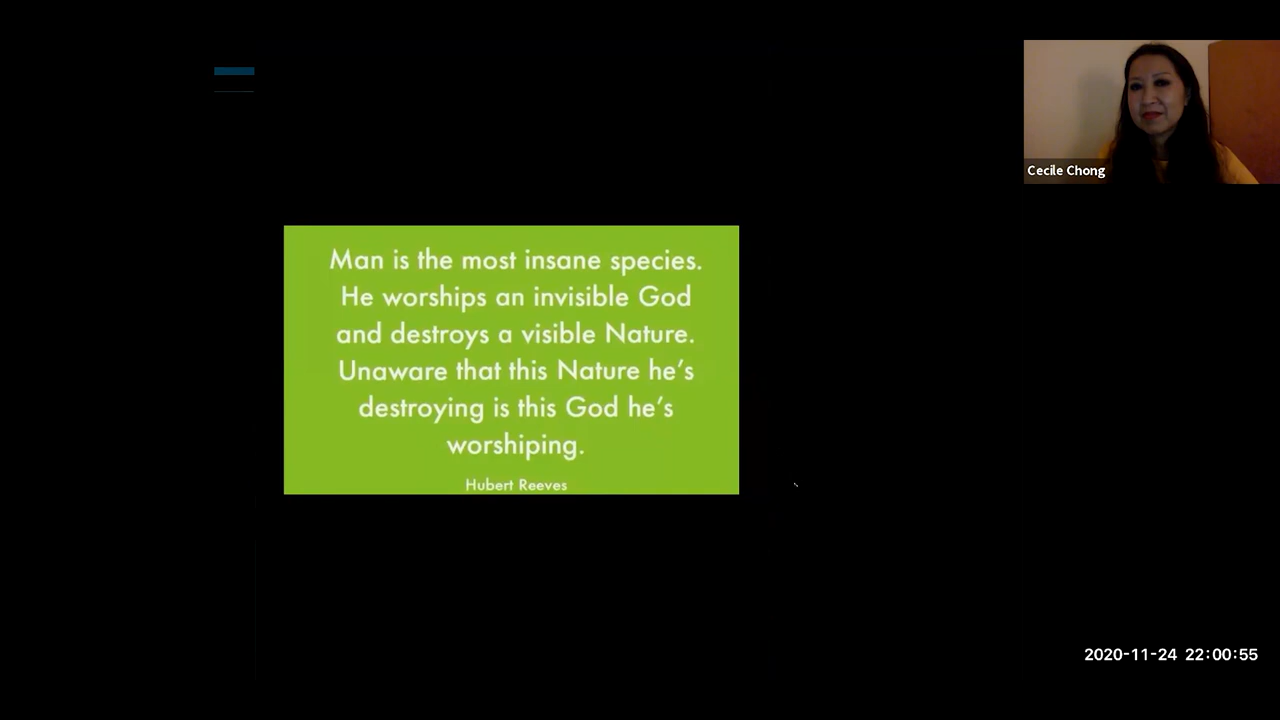 Cecile Chong
Man is the most insane species.
He worships an invisible God
and destroys a visible Nature.
Unaware that this Nature he's
destroying is this God he's
worshiping.
Hubert Reeves
2020-11-24 22:00:55